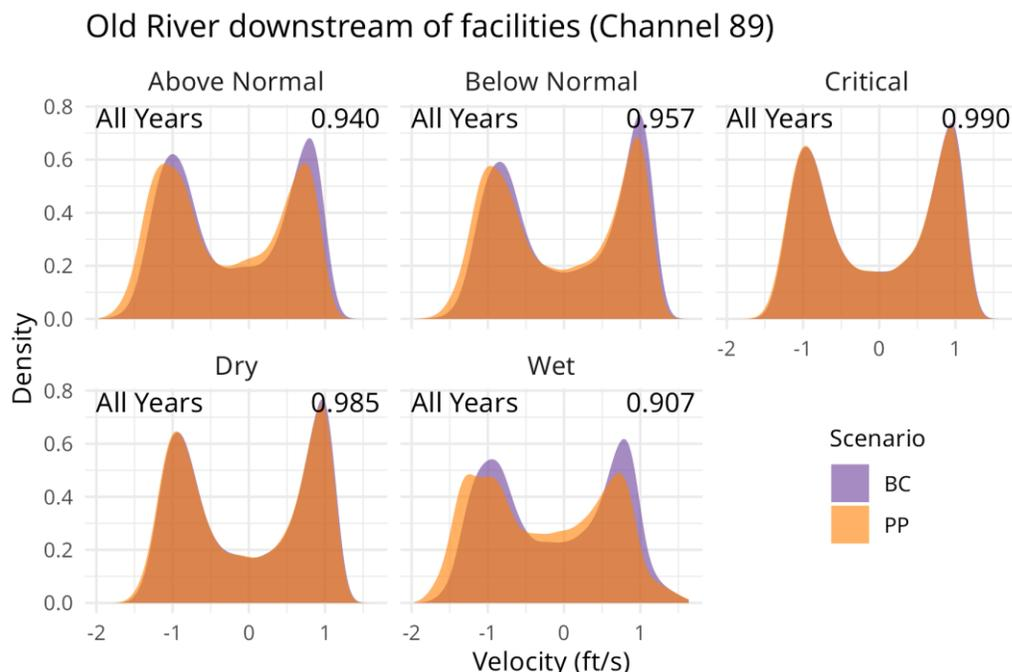 Old River downstream of facilities (Channel 89)
Above Normal
Below Normal
Critical
0.8
All Years 0.940
All Years 0.957
All Years 0.990
0.6
0.4
0.2
0.0
-2 -1 0 1
Density
Dry
Wet
0.8
All Years 0.985
All Years 0.907
0.6
0.4
0.2
0.0
-2 -1 0 1
-2 -1 0 1
Velocity (ft/s)
Scenario
BC
PP